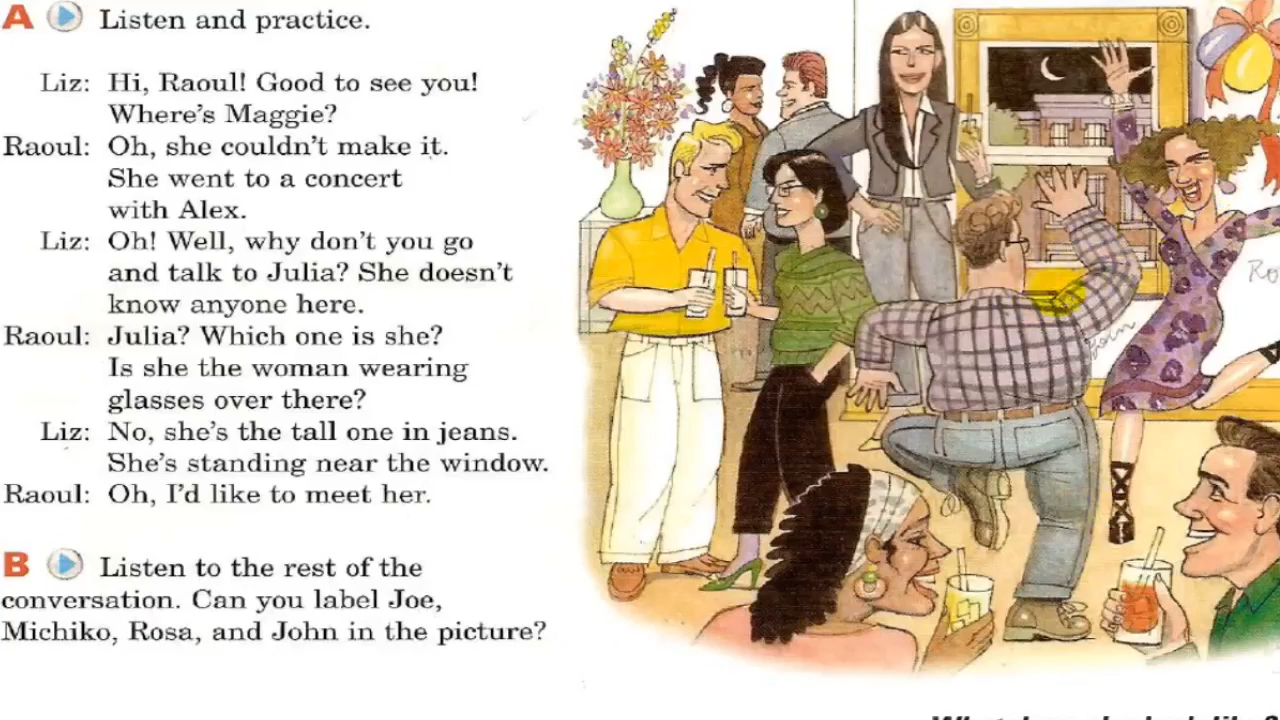 A Listen and practice.
Liz: Hi, Raoul! Good to see you!
Where's Maggie?
Raoul: Oh, she couldn't make it.
She went to a concert
with Alex.
Liz: Oh! Well, why don't you go
and talk to Julia? She doesn't
know anyone here.
Raoul: Julia? Which one is she?
Is she the woman wearing
glasses over there?
Liz: No, she's the tall one in jeans.
She's standing near the window.
Raoul: Oh, I'd like to meet her.
B Listen to the rest of the
conversation. Can you label Joe,
Michiko, Rosa, and John in the picture?